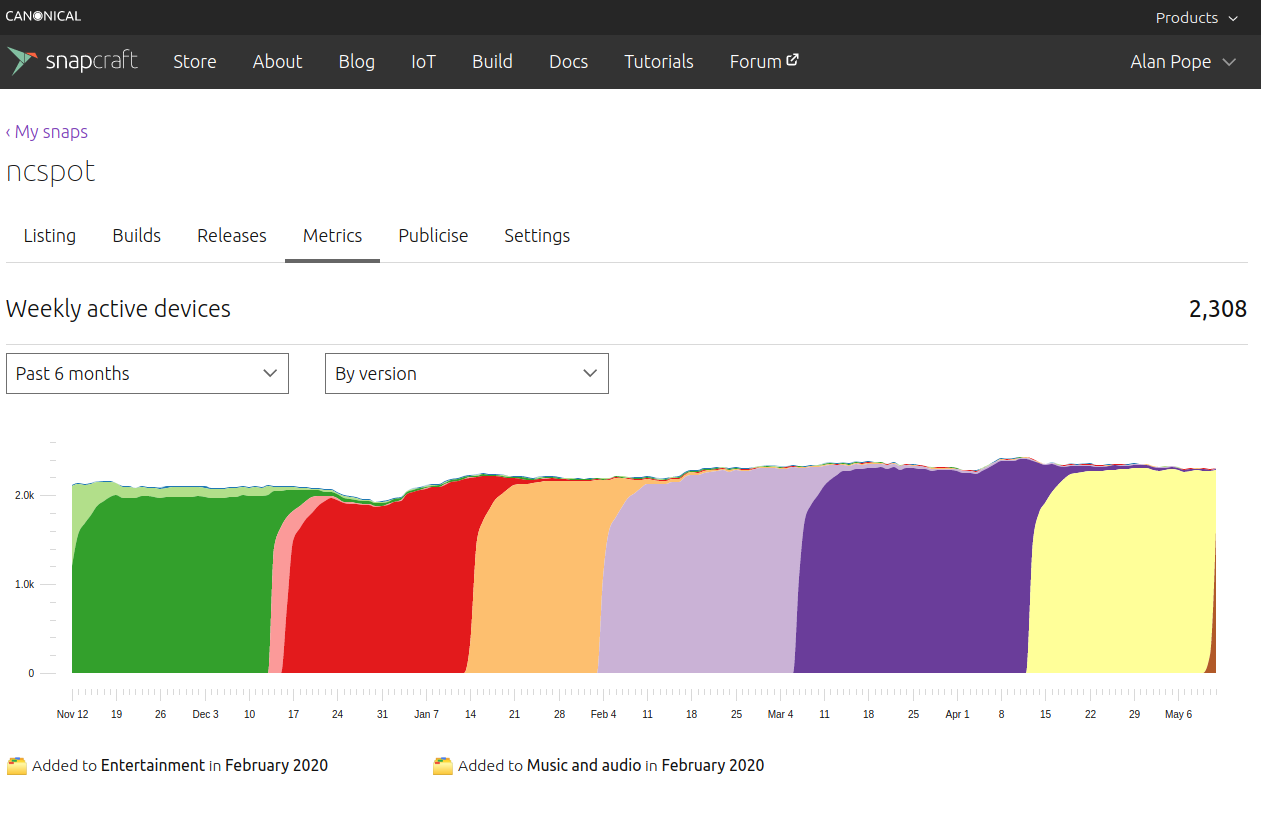 CANONICAL Products
snapcraft Store About Blog IoT Build Docs Tutorials Forum Alan Pope
‹ My snaps
ncspot
Listing Builds Releases Metrics Publicise Settings
Weekly active devices 2,308
Past 6 months By version
2.0k
1.0k
0
Nov 12 19 26 Dec 3 10 17 24 31 Jan 7 14 21 28 Feb 4 11 18 25 Mar 4 11 18 25 Apr 1 8 15 22 29 May 6
Added to Entertainment in February 2020 Added to Music and audio in February 2020